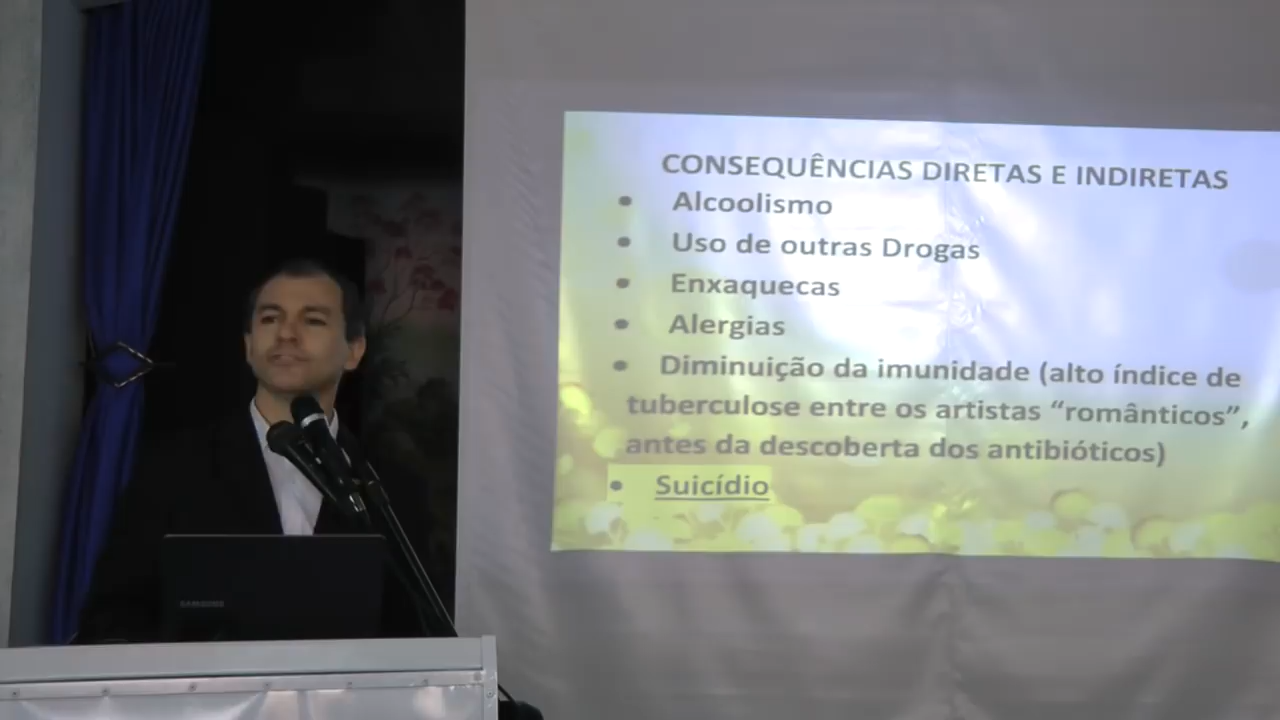 CONSEQUÊNCIAS DIRETAS E INDIRETAS
• Alcoolismo
• Uso de outras Drogas
• Enxaquecas
• Alergias
• Diminuição da imunidade (alto índice de
tuberculose entre os artistas “românticos”,
antes da descoberta dos antibióticos)
• Suicídio
SAMSUNG